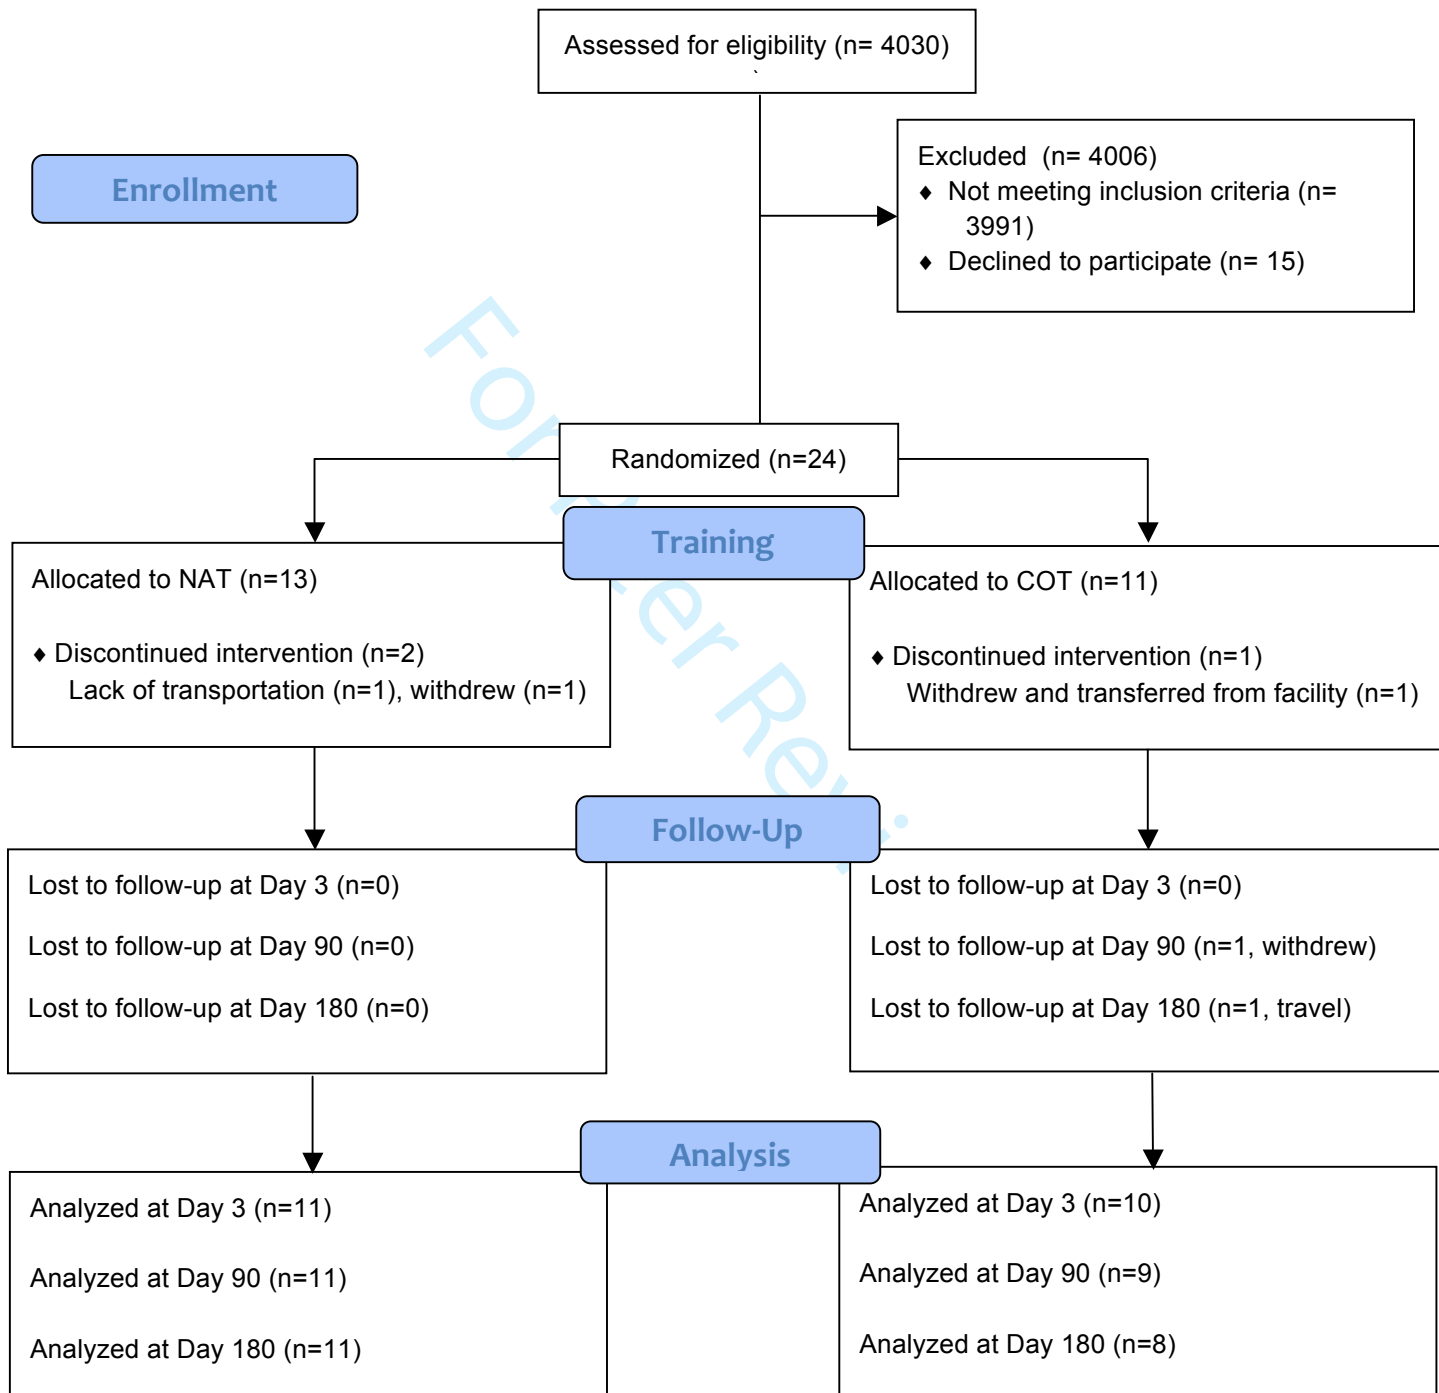 Assessed for eligibility (n= 4030)
Enrollment
Excluded  (n= 4006)
♦ Not meeting inclusion criteria (n=
3991)
♦ Declined to participate (n= 15)
Randomized (n=24)
Training
Allocated to NAT (n=13)
♦ Discontinued intervention (n=2)
Lack of transportation (n=1), withdrew (n=1)
Allocated to COT (n=11)
♦ Discontinued intervention (n=1)
Withdrew and transferred from facility (n=1)
Follow-Up
Lost to follow-up at Day 3 (n=0)
Lost to follow-up at Day 90 (n=0)
Lost to follow-up at Day 180 (n=0)
Lost to follow-up at Day 3 (n=0)
Lost to follow-up at Day 90 (n=1, withdrew)
Lost to follow-up at Day 180 (n=1, travel)
Analysis
Analyzed at Day 3 (n=11)
Analyzed at Day 90 (n=11)
Analyzed at Day 180 (n=11)
Analyzed at Day 3 (n=10)
Analyzed at Day 90 (n=9)
Analyzed at Day 180 (n=8)
For